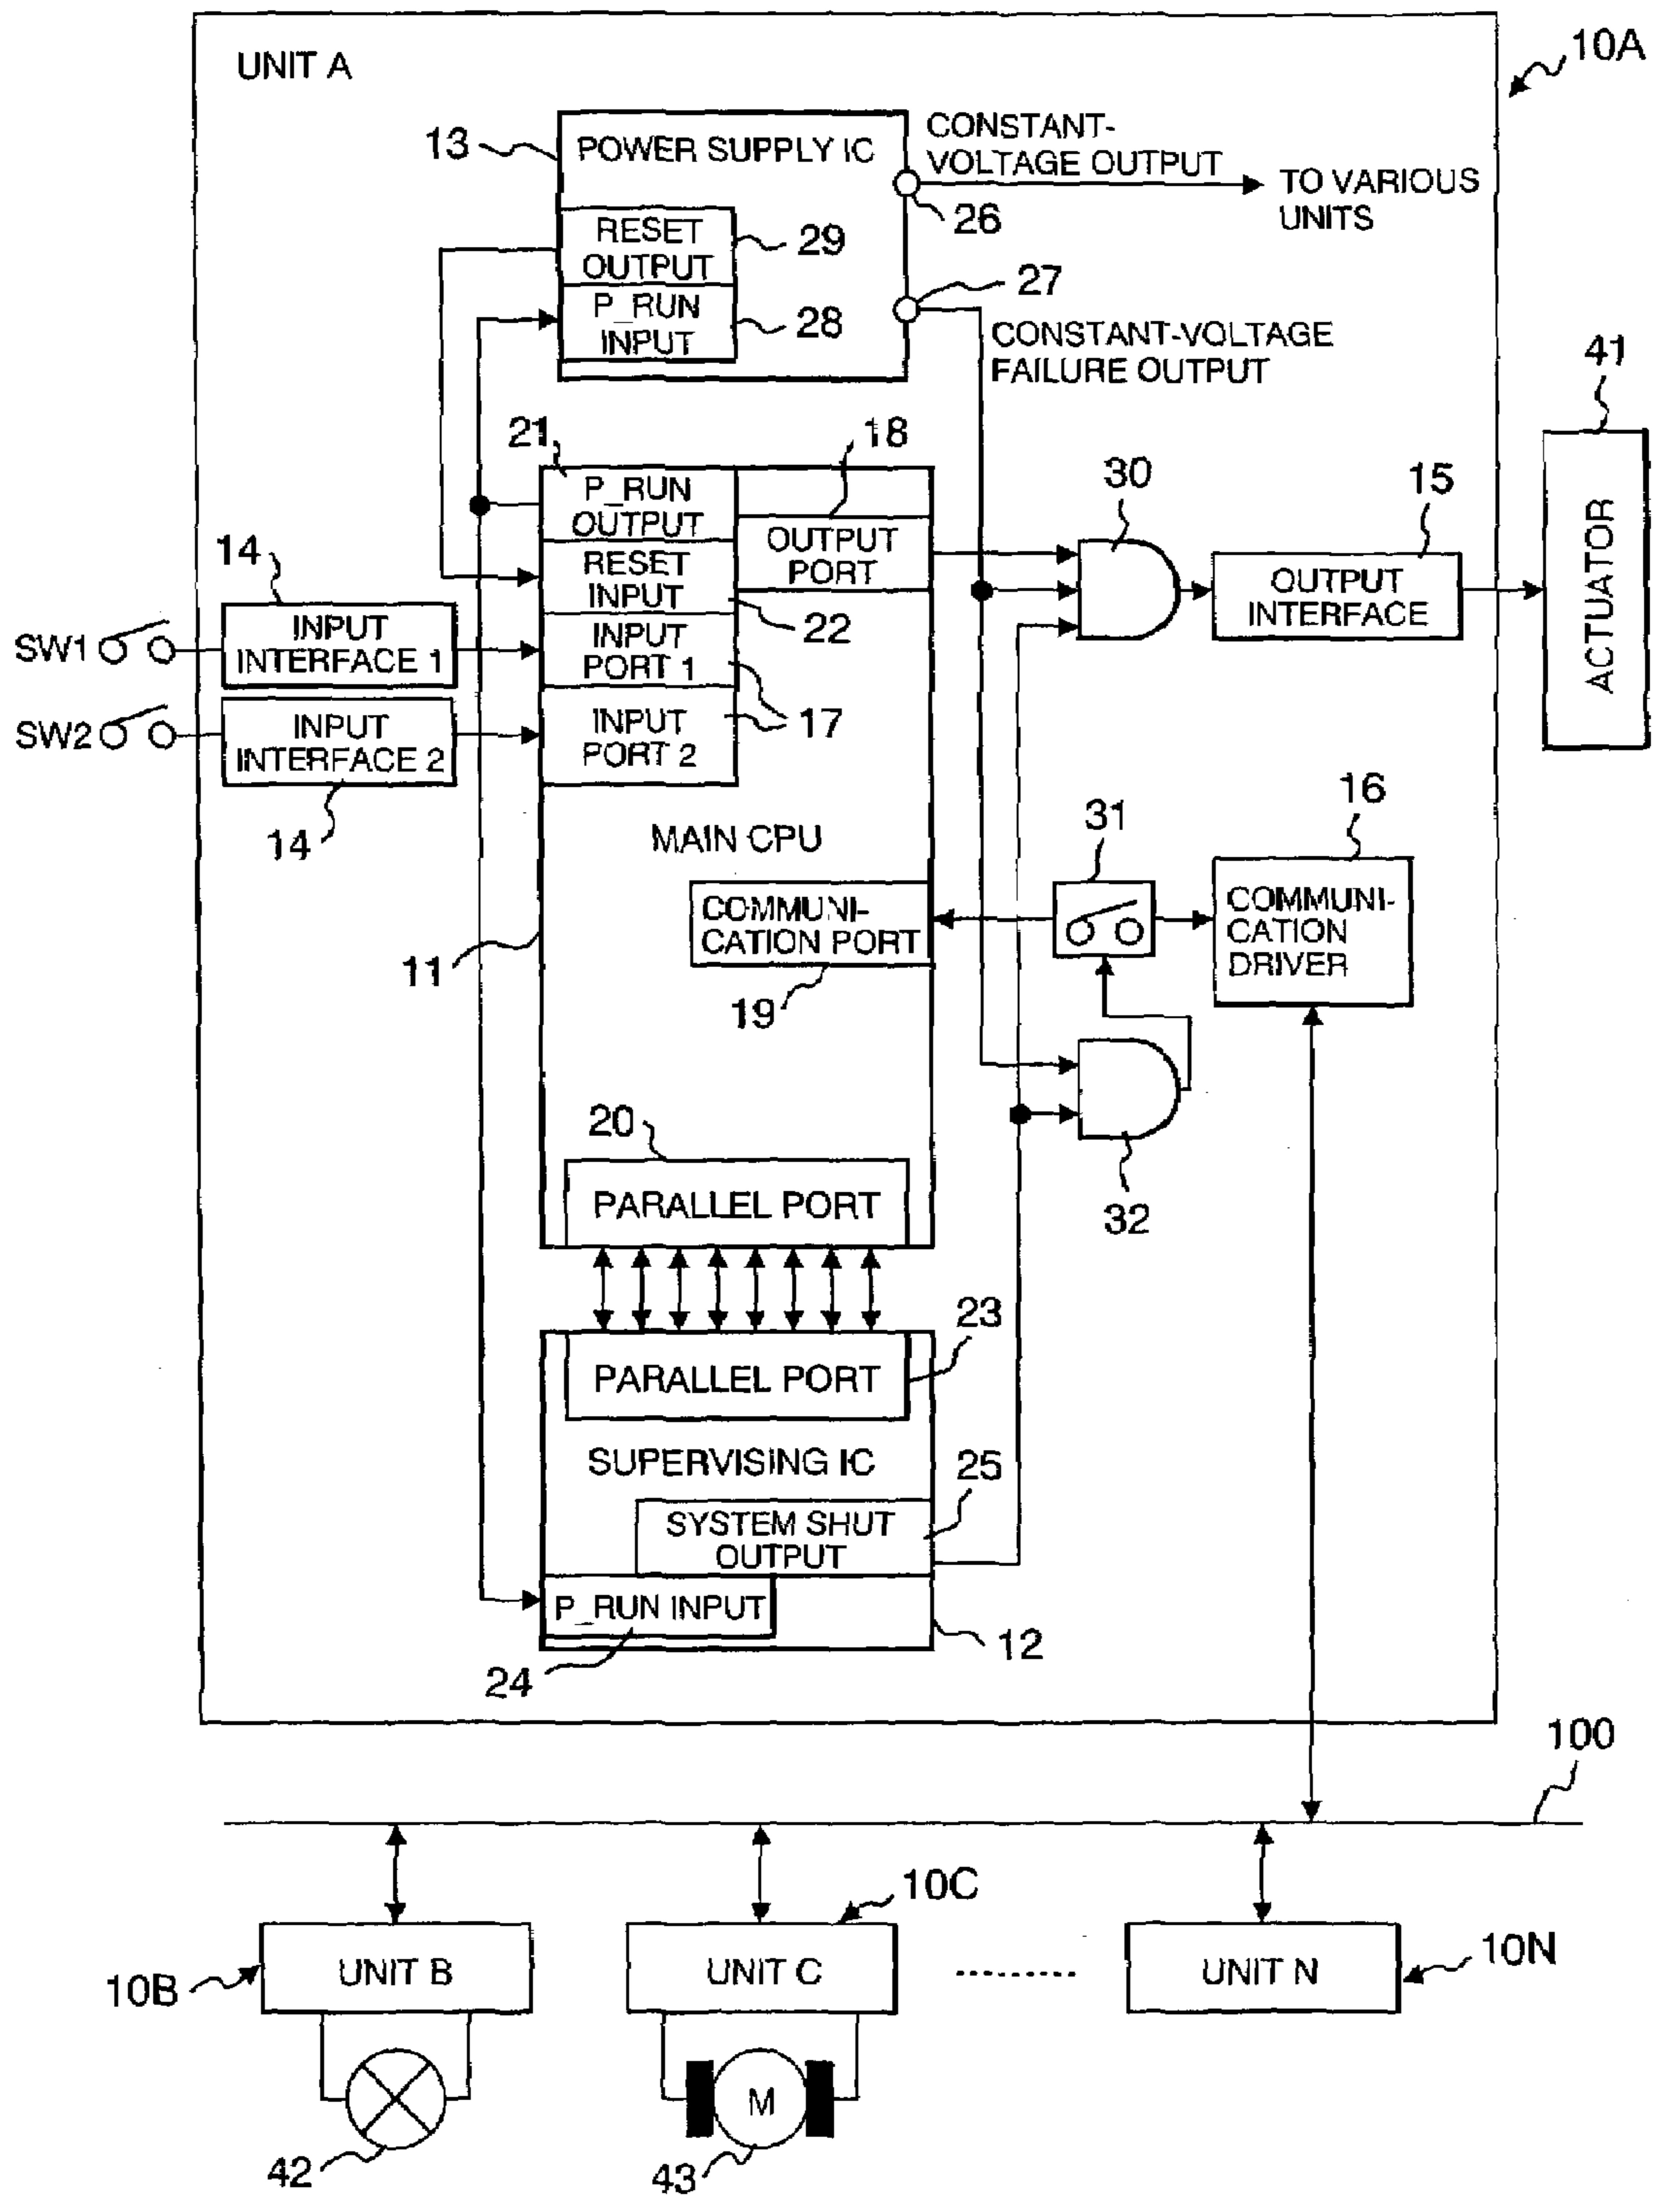 UNIT A
10A
13
POWER SUPPLY IC
CONSTANT-
VOLTAGE OUTPUT
TO VARIOUS
UNITS
26
RESET
OUTPUT
29
27
P_RUN
INPUT
28
CONSTANT-VOLTAGE
FAILURE OUTPUT
41
ACTUATOR
21
18
30
15
P_RUN
OUTPUT
OUTPUT
PORT
OUTPUT
INTERFACE
14
RESET
INPUT
22
SW1
INPUT
INTERFACE 1
INPUT
PORT 1
17
SW2
INPUT
INTERFACE 2
INPUT
PORT 2
14
MAIN CPU
31
16
COMMUNI-
CATION PORT
COMMUNI-
CATION
DRIVER
11
19
32
20
PARALLEL PORT
23
PARALLEL PORT
SUPERVISING IC
25
SYSTEM SHUT
OUTPUT
P_RUN INPUT
12
24
100
10C
10B
UNIT B
UNIT C
UNIT N
10N
M
42
43